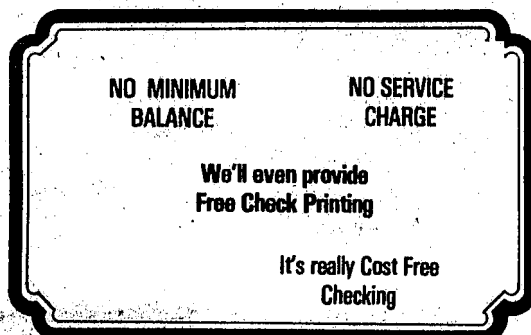 NO MINIMUM
BALANCE
NO SERVICE
CHARGE
We'll even provide
Free Check Printing
It's really Cost Free
Checking